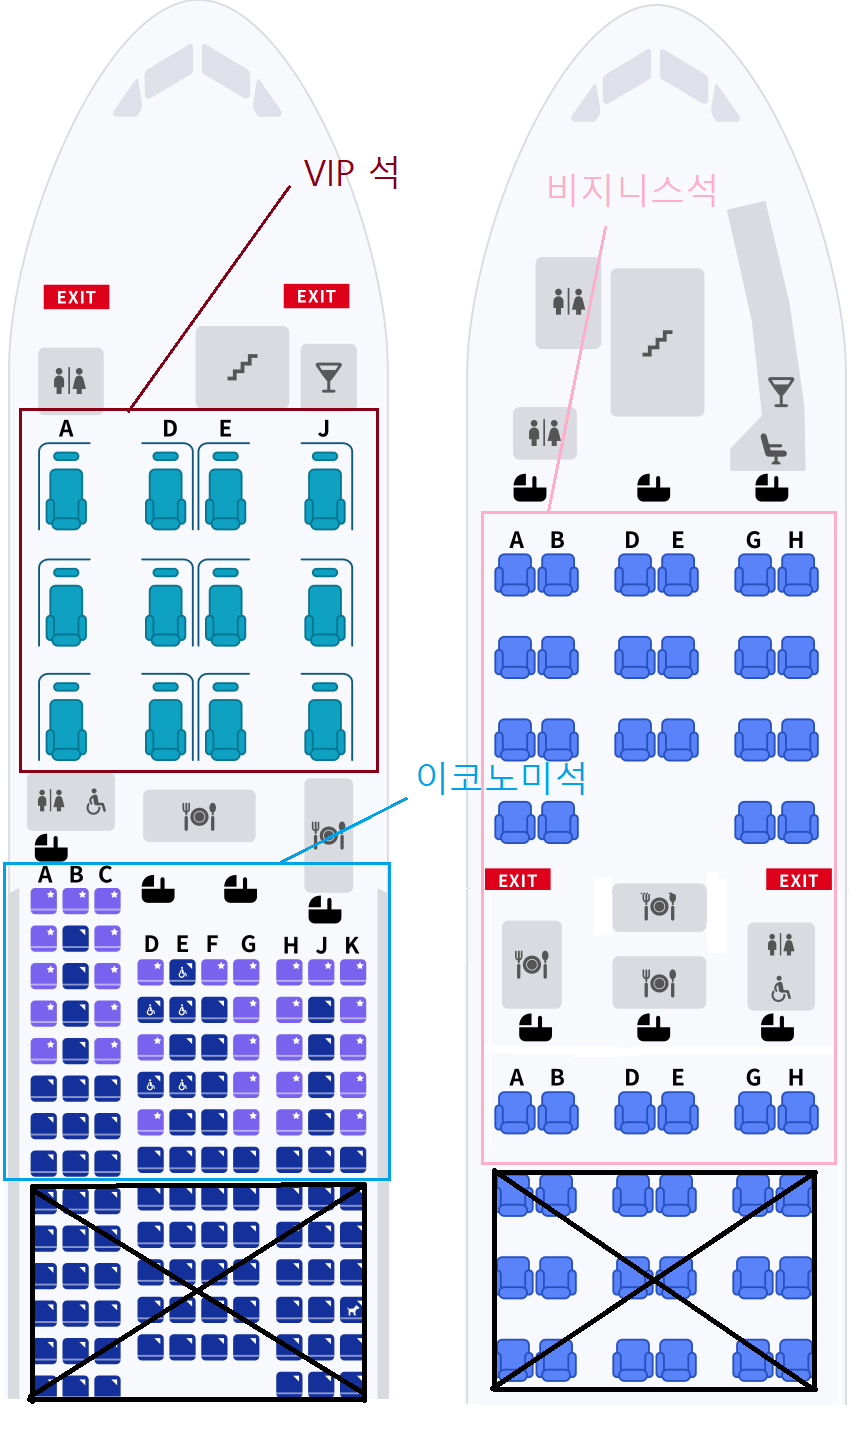 VIP 석
비지니스석
EXIT EXIT
A D E J
A B D E G H
이코노미석
A B C
EXIT EXIT
D E F G H J K
A B D E G H